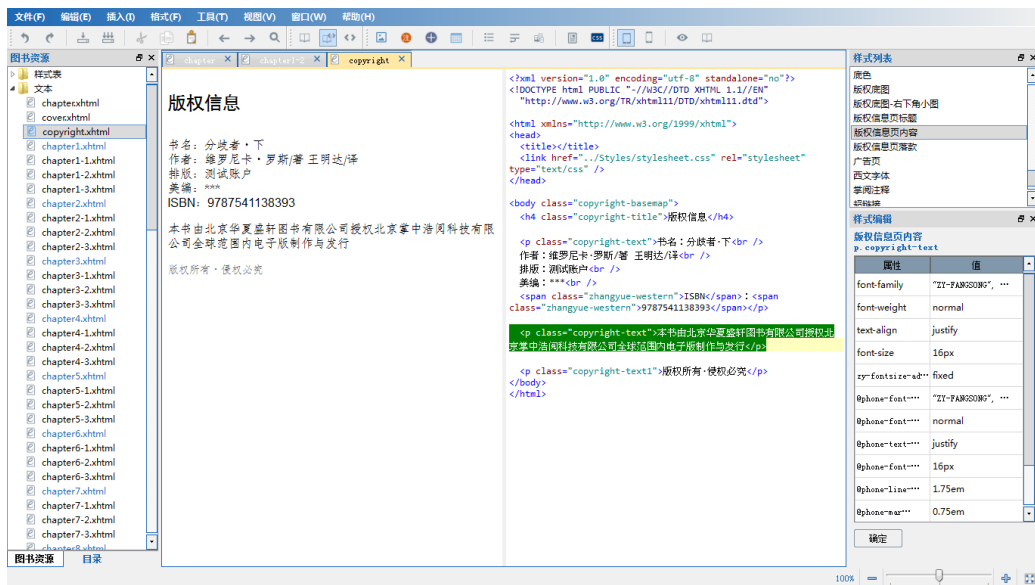 文件(F) 编辑(E) 插入(I) 格式(F) 工具(T) 视图(V) 窗口(W) 帮助(H)
图书资源
样式表
文本
chapter.xhtml
cover.xhtml
copyright.xhtml
chapter1.xhtml
chapter1-1.xhtml
chapter1-2.xhtml
chapter1-3.xhtml
chapter2.xhtml
chapter2-1.xhtml
chapter2-2.xhtml
chapter2-3.xhtml
chapter3.xhtml
chapter3-1.xhtml
chapter3-2.xhtml
chapter3-3.xhtml
chapter4.xhtml
chapter4-1.xhtml
chapter4-2.xhtml
chapter4-3.xhtml
chapter5.xhtml
chapter5-1.xhtml
chapter5-2.xhtml
chapter5-3.xhtml
chapter6.xhtml
chapter6-1.xhtml
chapter6-2.xhtml
chapter6-3.xhtml
chapter7.xhtml
chapter7-1.xhtml
chapter7-2.xhtml
chapter7-3.xhtml
chapter8.xhtml
图书资源 目录
chapter chapter1-2 copyright
版权信息
书名：分歧者·下
作者：维罗尼卡·罗斯/著 王明达/译
排版：测试账户
美编：***
ISBN：9787541138393
本书由北京华夏盛轩图书有限公司授权北京掌中浩阅科技有限
公司全球范围内电子版制作与发行
版权所有·侵权必究
<?xml version="1.0" encoding="utf-8" standalone="no"?>
<!DOCTYPE html PUBLIC "-//W3C//DTD XHTML 1.1//EN"
"http://www.w3.org/TR/xhtml11/DTD/xhtml11.dtd">
<html xmlns="http://www.w3.org/1999/xhtml">
<head>
<title></title>
<link href="../Styles/stylesheet.css" rel="stylesheet"
type="text/css" />
</head>
<body class="copyright-basemap">
<h4 class="copyright-title">版权信息</h4>
<p class="copyright-text">书名：分歧者·下<br />
作者：维罗尼卡·罗斯/著 王明达/译<br />
排版：测试账户<br />
美编：***<br />
<span class="zhangyue-western">ISBN</span>：<span
class="zhangyue-western">9787541138393</span></p>
<p class="copyright-text">本书由北京华夏盛轩图书有限公司授权北
京掌中浩阅科技有限公司全球范围内电子版制作与发行</p>
<p class="copyright-text1">版权所有·侵权必究</p>
</body>
</html>
样式列表
底色
版权底图
版权底图-右下角小图
版权信息页标题
版权信息页内容
版权信息页落款
广告页
西文字体
掌阅注释
超链接
样式编辑
版权信息页内容
p.copyright-text
属性 值
font-family "ZY-FANGSONG", ···
font-weight normal
text-align justify
font-size 16px
zy-fontsize-ad··· fixed
@phone-font-··· "ZY-FANGSONG", ···
@phone-font-··· normal
@phone-text-··· justify
@phone-font-··· 16px
@phone-line-··· 1.75em
@phone-mar··· 0.75em
确定
100%